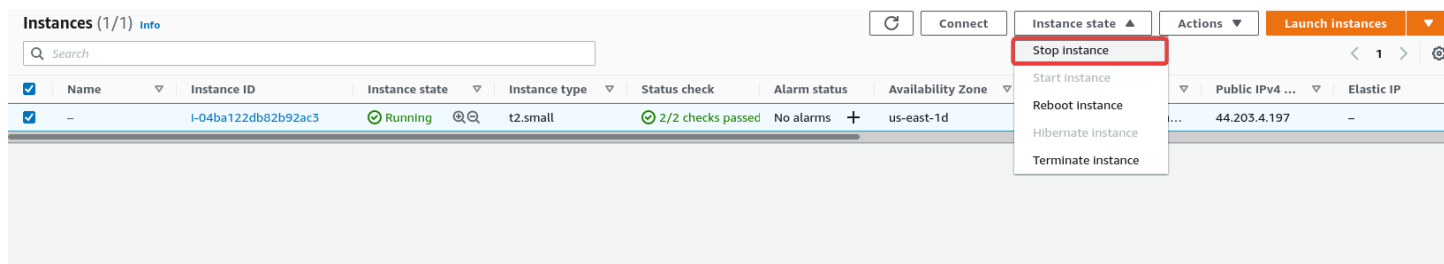 Instances (1/1) Info
Connect
Instance state ▲
Actions ▼
Launch instances ▼
Search
Stop instance
< 1 >
Start instance
Reboot instance
Hibernate instance
Terminate instance
Name Instance ID Instance state Instance type Status check Alarm status Availability Zone Public IPv4 ... Elastic IP
– i-04ba122db82b92ac3 Running t2.small 2/2 checks passed No alarms + us-east-1d ... 44.203.4.197 –